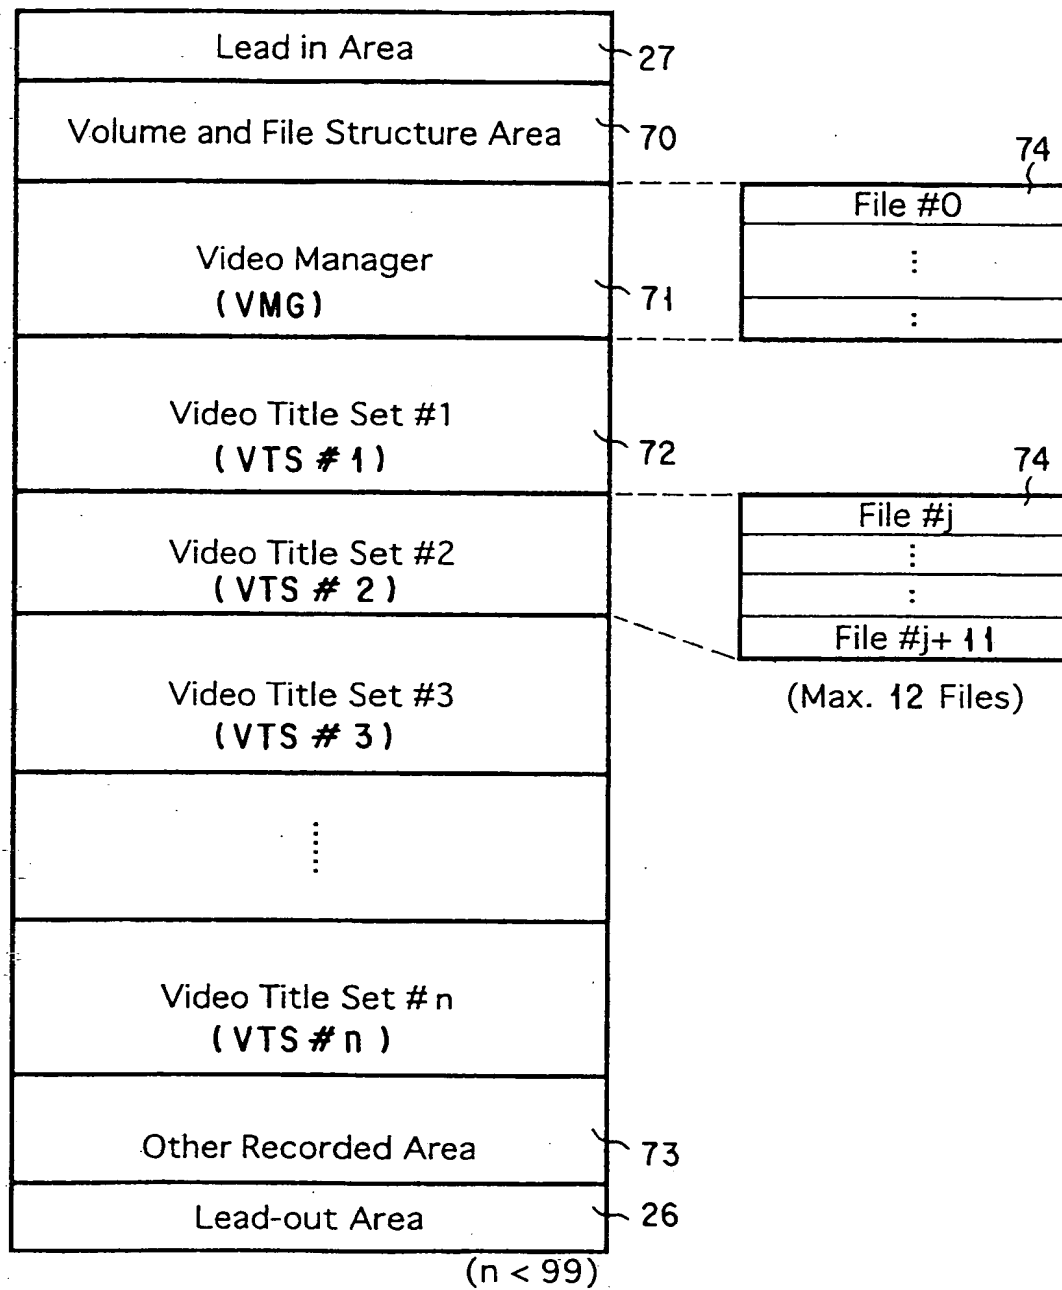 Lead in Area
27
Volume and File Structure Area
70
74
File #0
⋮
:
Video Manager
(VMG)
71
Video Title Set #1
(VTS #1)
72
74
File #j
⋮
:
File #j+ 11
(Max. 12 Files)
Video Title Set #2
(VTS # 2)
Video Title Set #3
(VTS # 3)
Video Title Set #n
(VTS #n )
Other Recorded Area
73
Lead-out Area
26
(n < 99)